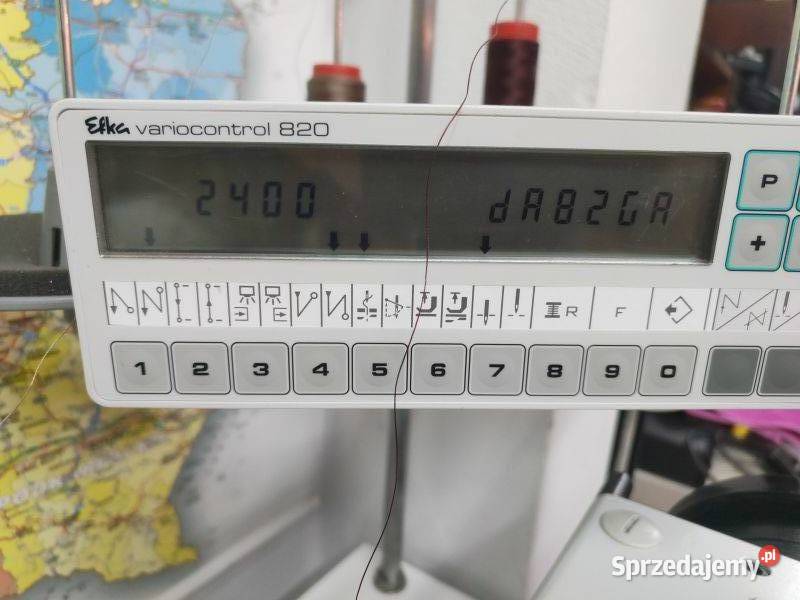 Efka variocontrol 820
2400 dA82GA
P
+
R F
1 2 3 4 5 6 7 8 9 0
Sprzedajemy.pl